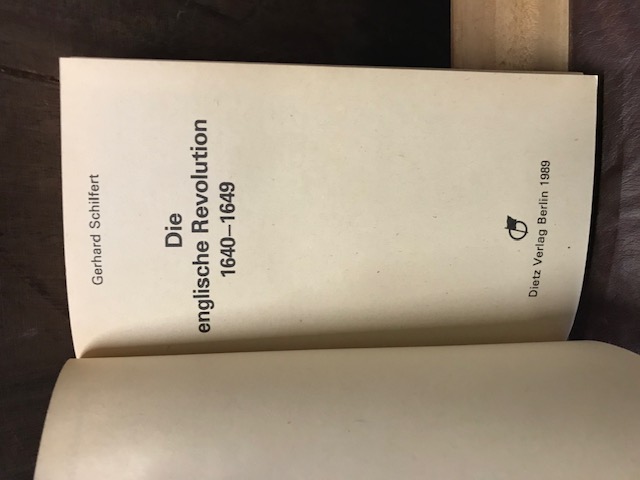 Gerhard Schilfert
Die
englische Revolution
1640–1649
Dietz Verlag Berlin 1989